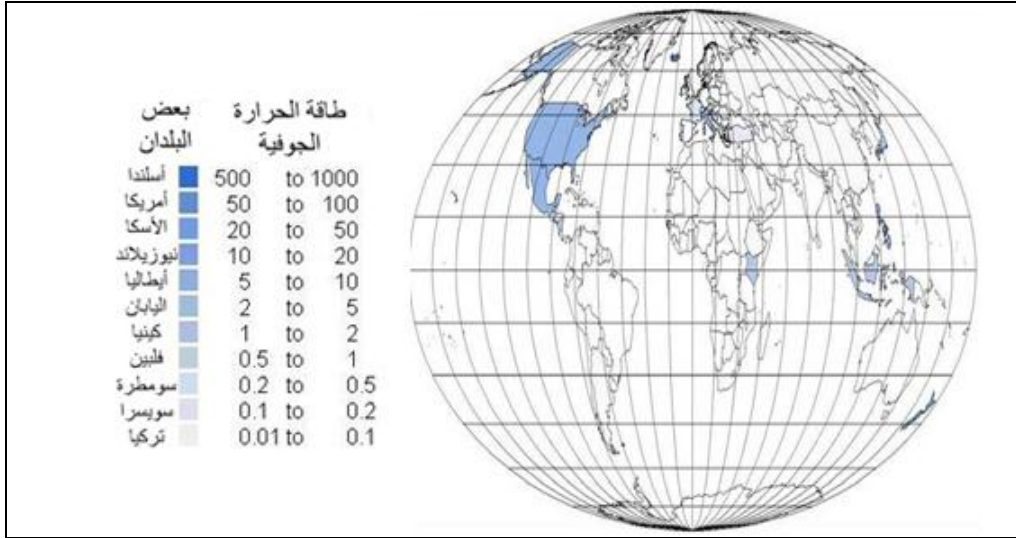 طاقة الحرارة الجوفية
بعض البلدان
أسلندا 500 to 1000
أمريكا 50 to 100
الأسكا 20 to 50
نيوزيلاند 10 to 20
أيطاليا 5 to 10
اليابان 2 to 5
كينيا 1 to 2
فلبين 0.5 to 1
سومطرة 0.2 to 0.5
سويسرا 0.1 to 0.2
تركيا 0.01 to 0.1